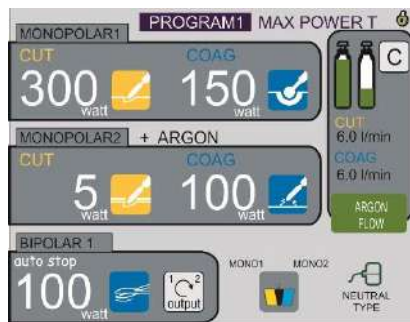 PROGRAM1 MAX POWER T
MONOPOLAR1
CUT
300
watt
COAG
150
watt
C
CUT
6.0 l/min
COAG
6.0 l/min
ARGON
FLOW
MONOPOLAR2 + ARGON
CUT
5
watt
COAG
100
watt
BIPOLAR 1
auto stop
100
watt
1 2
output
MONO1 MONO2
NEUTRAL
TYPE